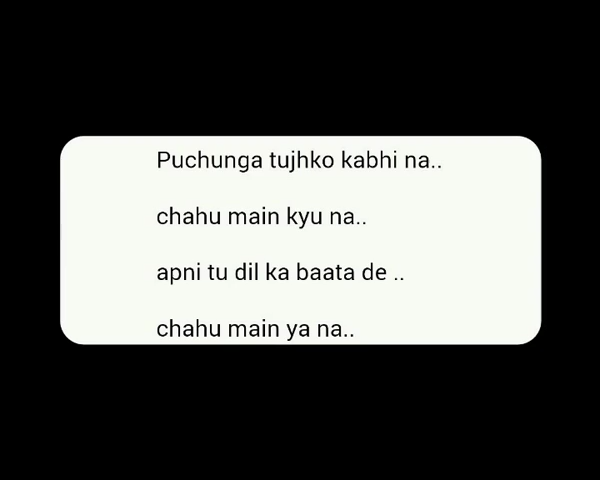 Puchunga tujhko kabhi na..
chahu main kyu na..
apni tu dil ka baata de ..
chahu main ya na..